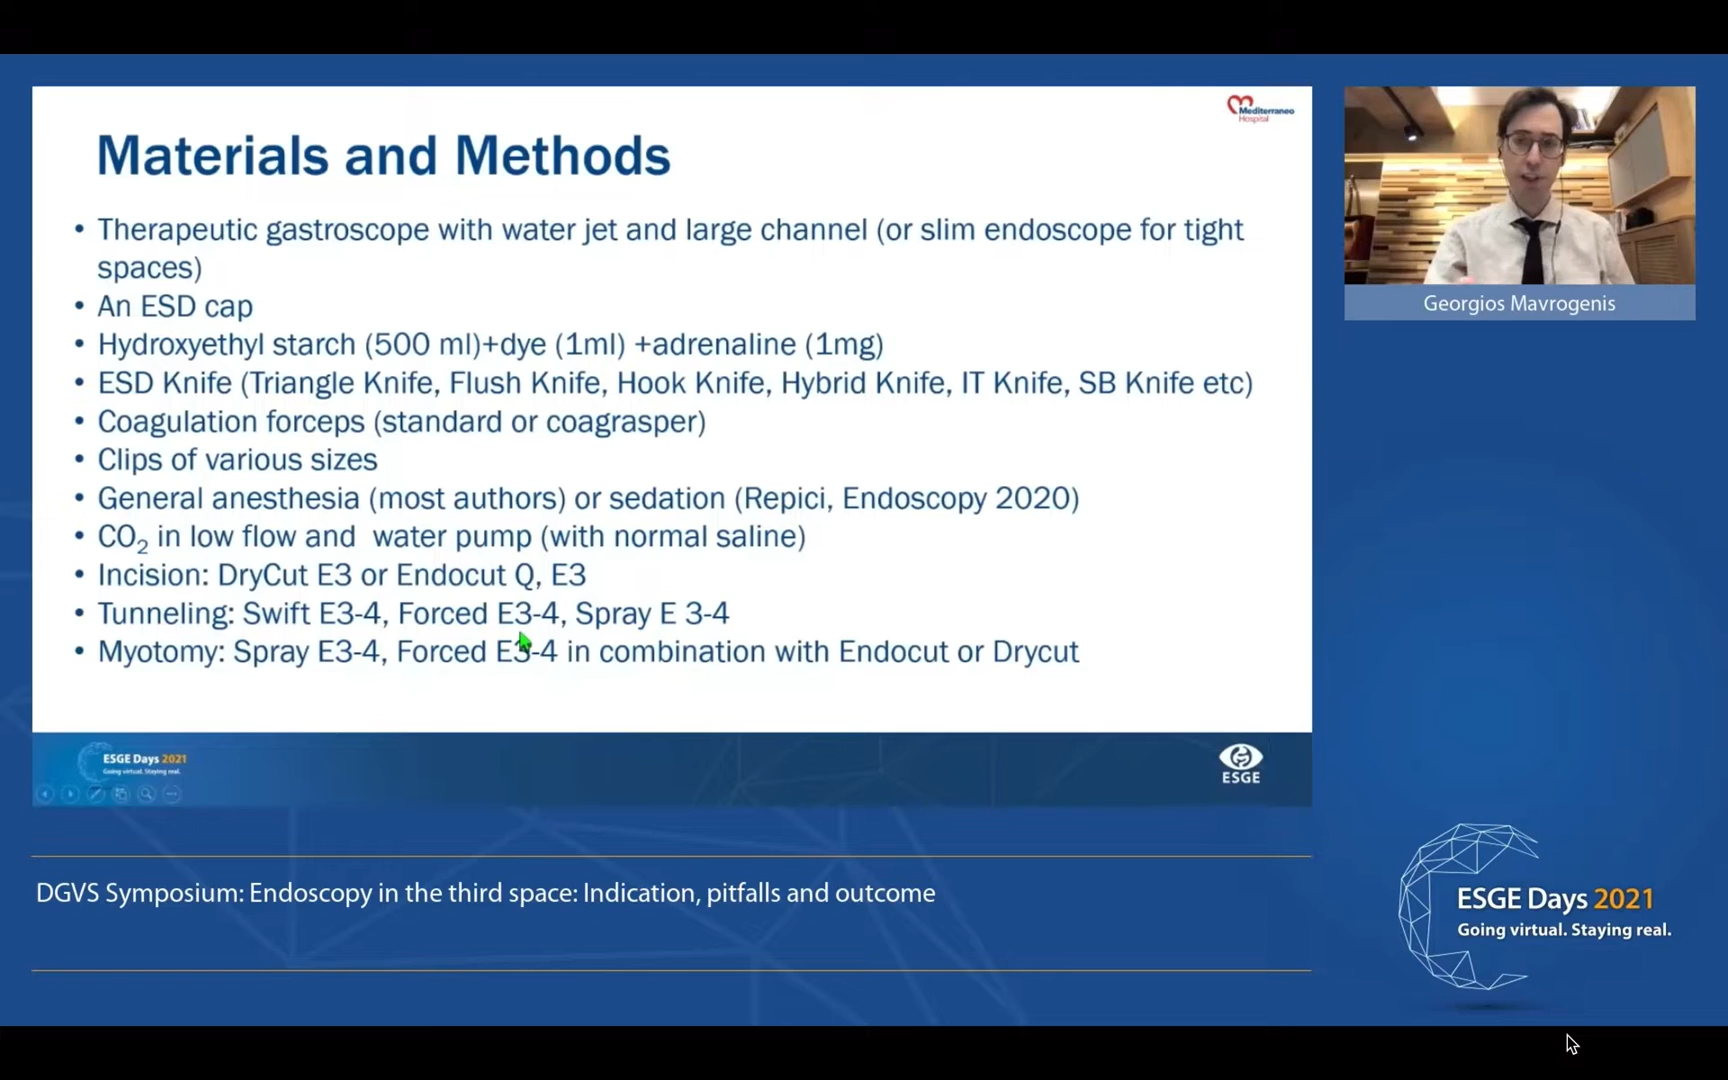 Mediterraneo
Hospital
Materials and Methods
• Therapeutic gastroscope with water jet and large channel (or slim endoscope for tight
spaces)
• An ESD cap
• Hydroxyethyl starch (500 ml)+dye (1ml) +adrenaline (1mg)
• ESD Knife (Triangle Knife, Flush Knife, Hook Knife, Hybrid Knife, IT Knife, SB Knife etc)
• Coagulation forceps (standard or coagrasper)
• Clips of various sizes
• General anesthesia (most authors) or sedation (Repici, Endoscopy 2020)
• CO₂ in low flow and  water pump (with normal saline)
• Incision: DryCut E3 or Endocut Q, E3
• Tunneling: Swift E3-4, Forced E3-4, Spray E 3-4
• Myotomy: Spray E3-4, Forced E3-4 in combination with Endocut or Drycut
ESGE Days 2021
Going virtual. Staying real.
ESGE
Georgios Mavrogenis
DGVS Symposium: Endoscopy in the third space: Indication, pitfalls and outcome
ESGE Days 2021
Going virtual. Staying real.